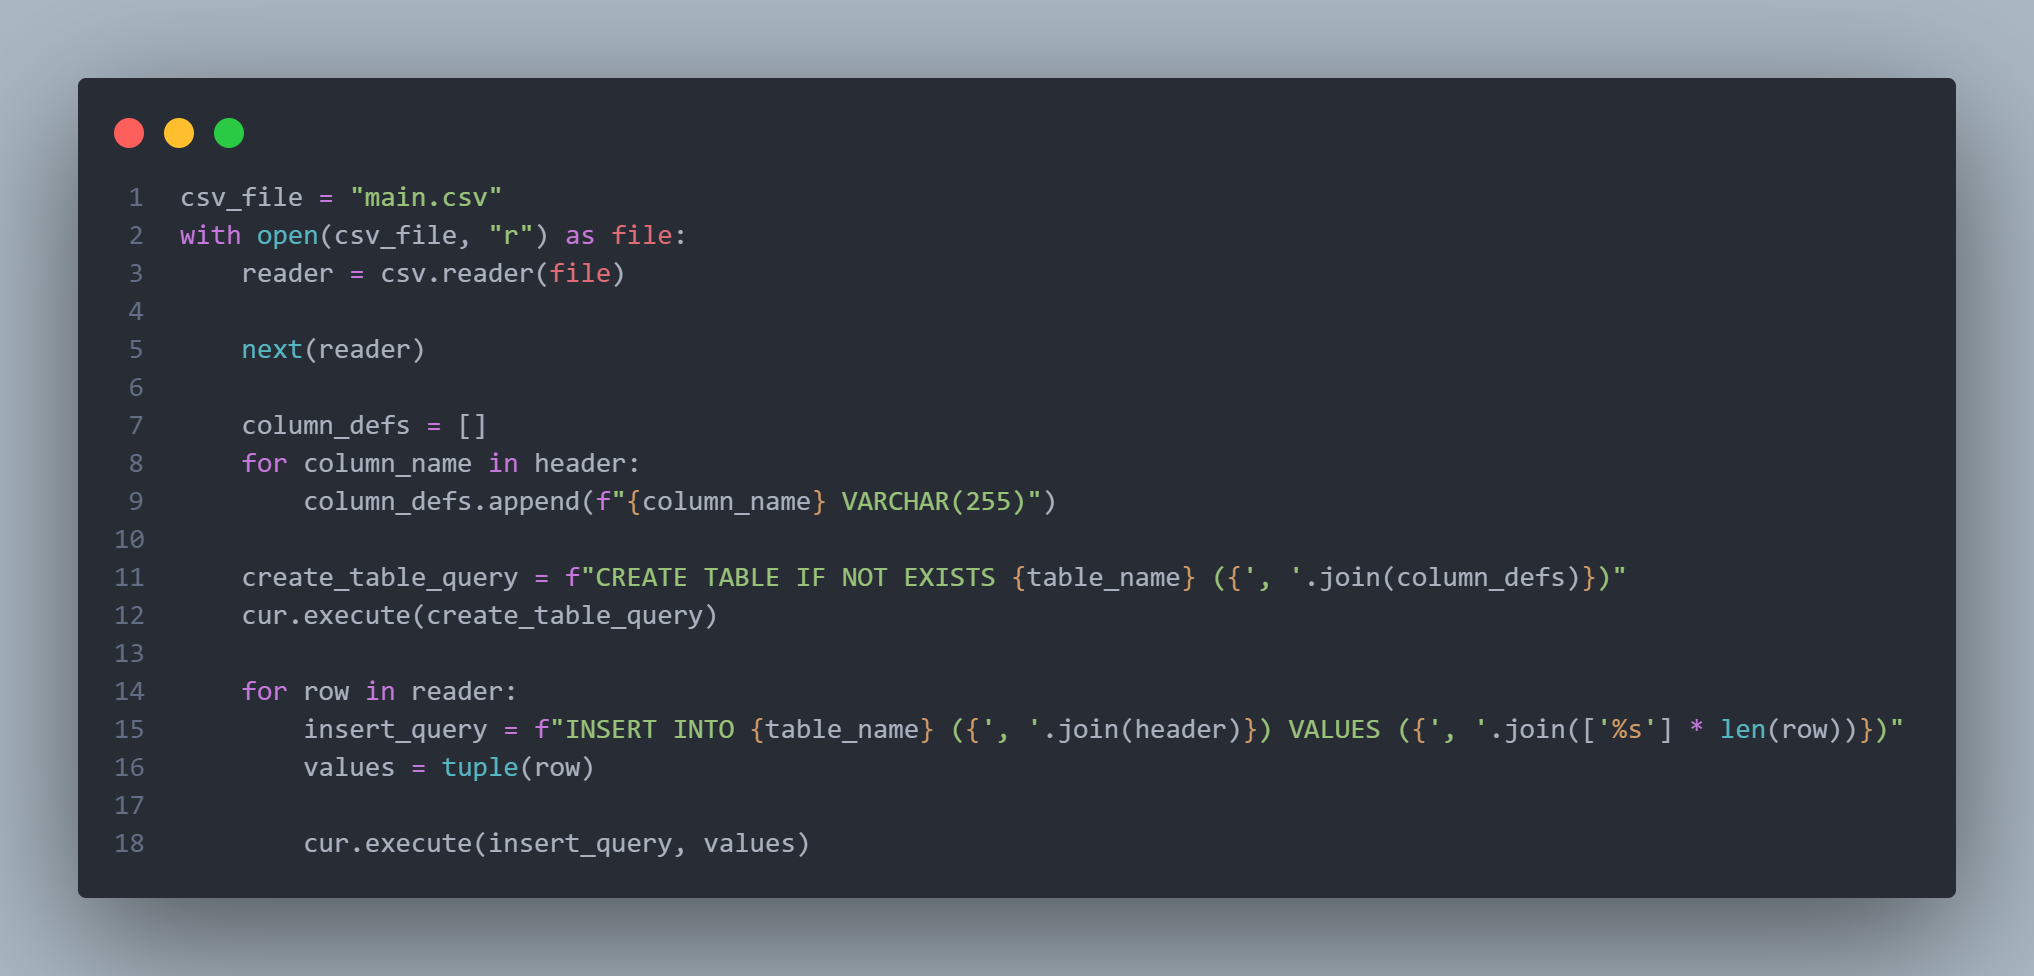 1 csv_file = "main.csv"
2 with open(csv_file, "r") as file:
3     reader = csv.reader(file)
4
5     next(reader)
6
7     column_defs = []
8     for column_name in header:
9         column_defs.append(f"{column_name} VARCHAR(255)")
10
11     create_table_query = f"CREATE TABLE IF NOT EXISTS {table_name} ({', '.join(column_defs)})"
12     cur.execute(create_table_query)
13
14     for row in reader:
15         insert_query = f"INSERT INTO {table_name} ({', '.join(header)}) VALUES ({', '.join(['%s'] * len(row))})"
16         values = tuple(row)
17
18         cur.execute(insert_query, values)